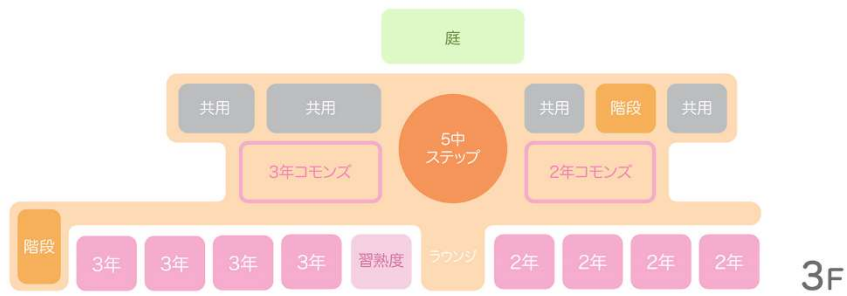 庭
共用
共用
共用
階段
共用
5中
ステップ
3年コモンズ
2年コモンズ
階段
3年
3年
3年
3年
習熟度
ラウンジ
2年
2年
2年
2年
3F